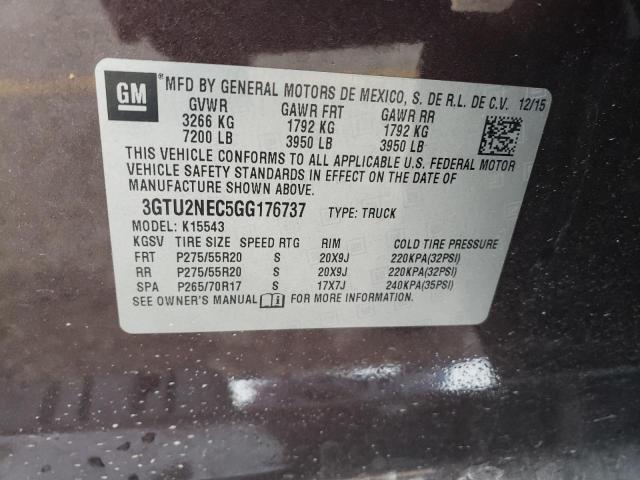 GM ® MFD BY GENERAL MOTORS DE MEXICO, S. DE R.L. DE C.V. 12/15
GVWR GAWR FRT GAWR RR
3266 KG 1792 KG 1792 KG
7200 LB 3950 LB 3950 LB
THIS VEHICLE CONFORMS TO ALL APPLICABLE U.S. FEDERAL MOTOR
VEHICLE SAFETY STANDARDS IN EFFECT ON THE DATE OF
MANUFACTURE SHOWN ABOVE.
3GTU2NEC5GG176737 TYPE: TRUCK
MODEL: K15543
KGSV TIRE SIZE SPEED RTG RIM COLD TIRE PRESSURE
FRT P275/55R20 S 20X9J 220KPA(32PSI)
RR P275/55R20 S 20X9J 220KPA(32PSI)
SPA P265/70R17 S 17X7J 240KPA(35PSI)
SEE OWNER'S MANUAL FOR MORE INFORMATION.